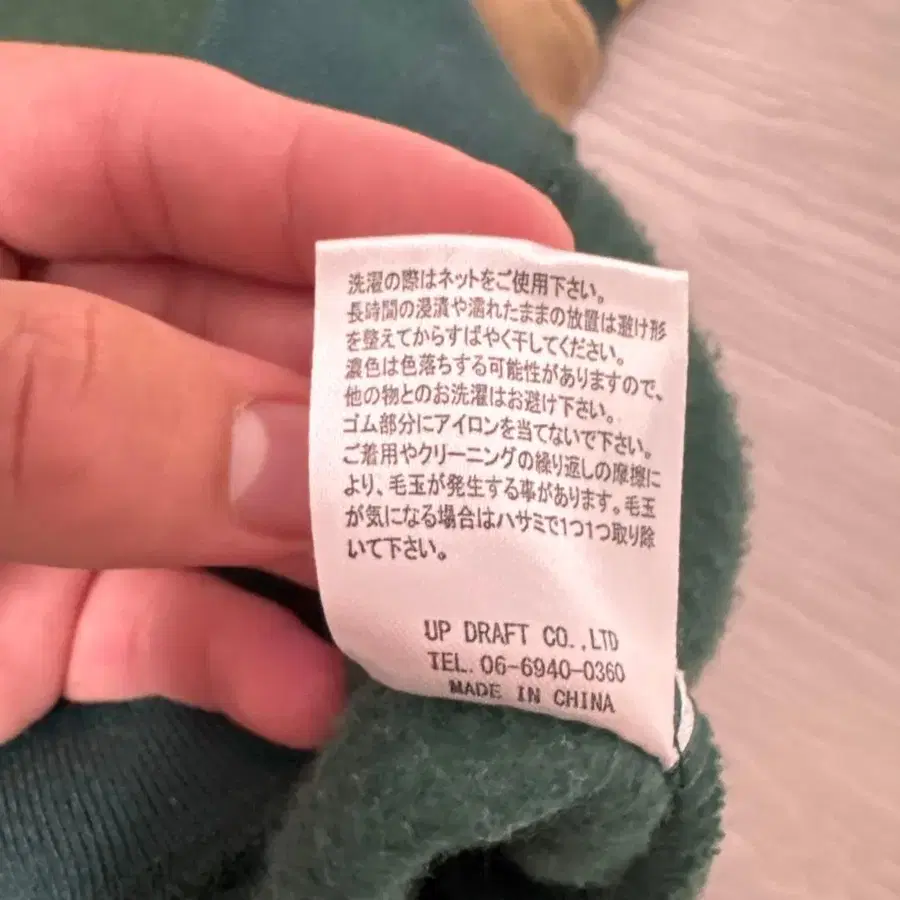 洗濯の際はネットをご使用下さい。
長時間の浸漬や濡れたままの放置は避け形
を整えてからすばやく干してください。
濃色は色落ちする可能性がありますので、
他の物とのお洗濯はお避け下さい。
ゴム部分にアイロンを当てないで下さい。
ご着用やクリーニングの繰り返しの摩擦に
より、毛玉が発生する事があります。毛玉
が気になる場合はハサミで1つ1つ取り除
いて下さい。
UP DRAFT CO.,LTD
TEL.06-6940-0360
MADE IN CHINA